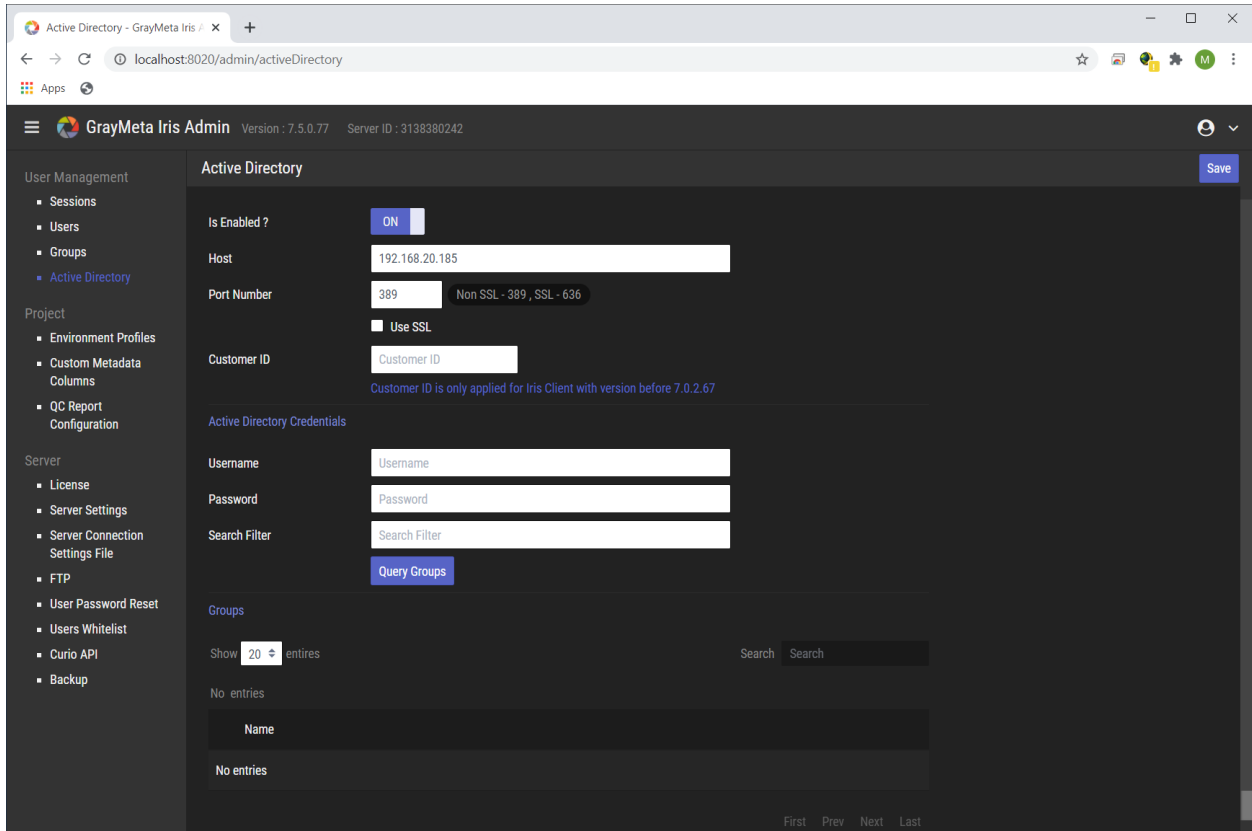 Active Directory - GrayMeta Iris A
localhost:8020/admin/activeDirectory
M
Apps
GrayMeta Iris Admin Version : 7.5.0.77 Server ID : 3138380242
User Management
Sessions
Users
Groups
Active Directory
Project
Environment Profiles
Custom Metadata
Columns
QC Report
Configuration
Server
License
Server Settings
Server Connection
Settings File
FTP
User Password Reset
Users Whitelist
Curio API
Backup
Active Directory
Save
Is Enabled ? ON
Host 192.168.20.185
Port Number 389 Non SSL - 389 , SSL - 636
Use SSL
Customer ID Customer ID
Customer ID is only applied for Iris Client with version before 7.0.2.67
Active Directory Credentials
Username Username
Password Password
Search Filter Search Filter
Query Groups
Groups
Show 20 entires Search Search
No entries
Name
No entries
First Prev Next Last